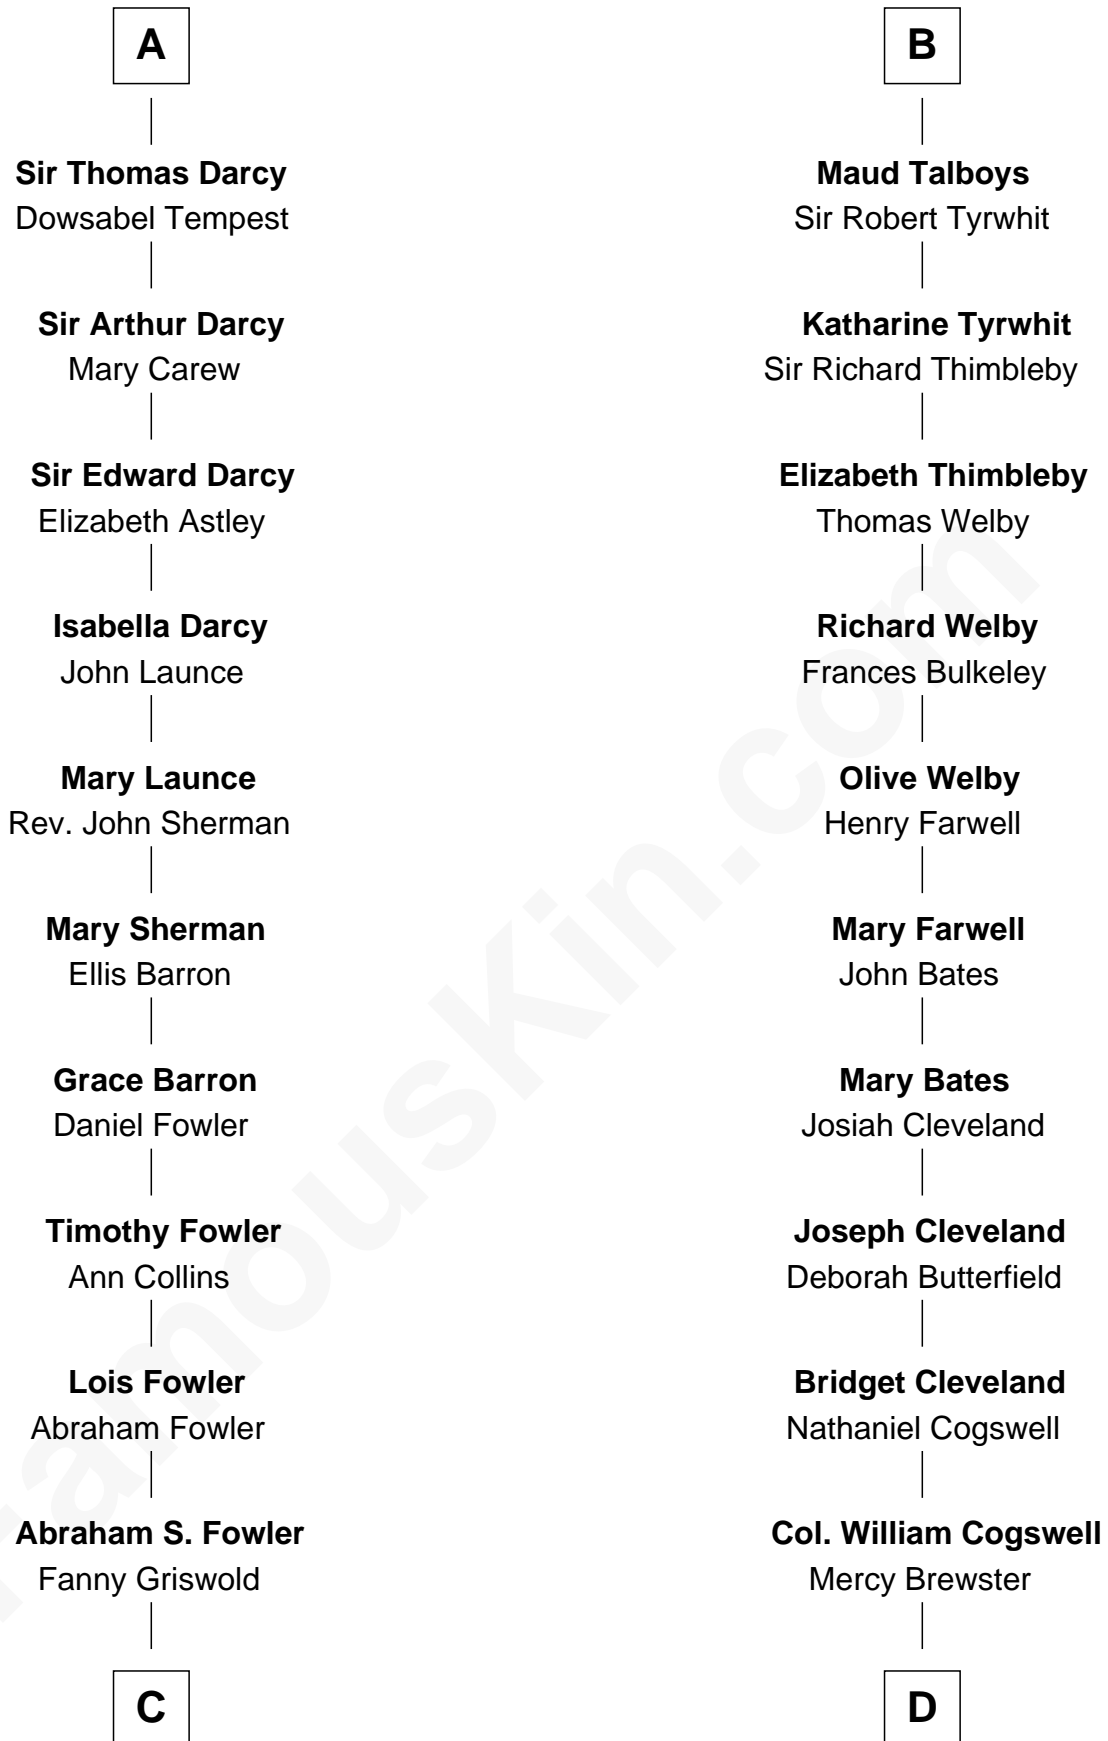 A
Sir Thomas Darcy
Dowsabel Tempest
Sir Arthur Darcy
Mary Carew
Sir Edward Darcy
Elizabeth Astley
Isabella Darcy
John Launce
Mary Launce
Rev. John Sherman
Mary Sherman
Ellis Barron
Grace Barron
Daniel Fowler
Timothy Fowler
Ann Collins
Lois Fowler
Abraham Fowler
Abraham S. Fowler
Fanny Griswold
C
B
Maud Talboys
Sir Robert Tyrwhit
Katharine Tyrwhit
Sir Richard Thimbleby
Elizabeth Thimbleby
Thomas Welby
Richard Welby
Frances Bulkeley
Olive Welby
Henry Farwell
Mary Farwell
John Bates
Mary Bates
Josiah Cleveland
Joseph Cleveland
Deborah Butterfield
Bridget Cleveland
Nathaniel Cogswell
Col. William Cogswell
Mercy Brewster
D
FamousKin.com